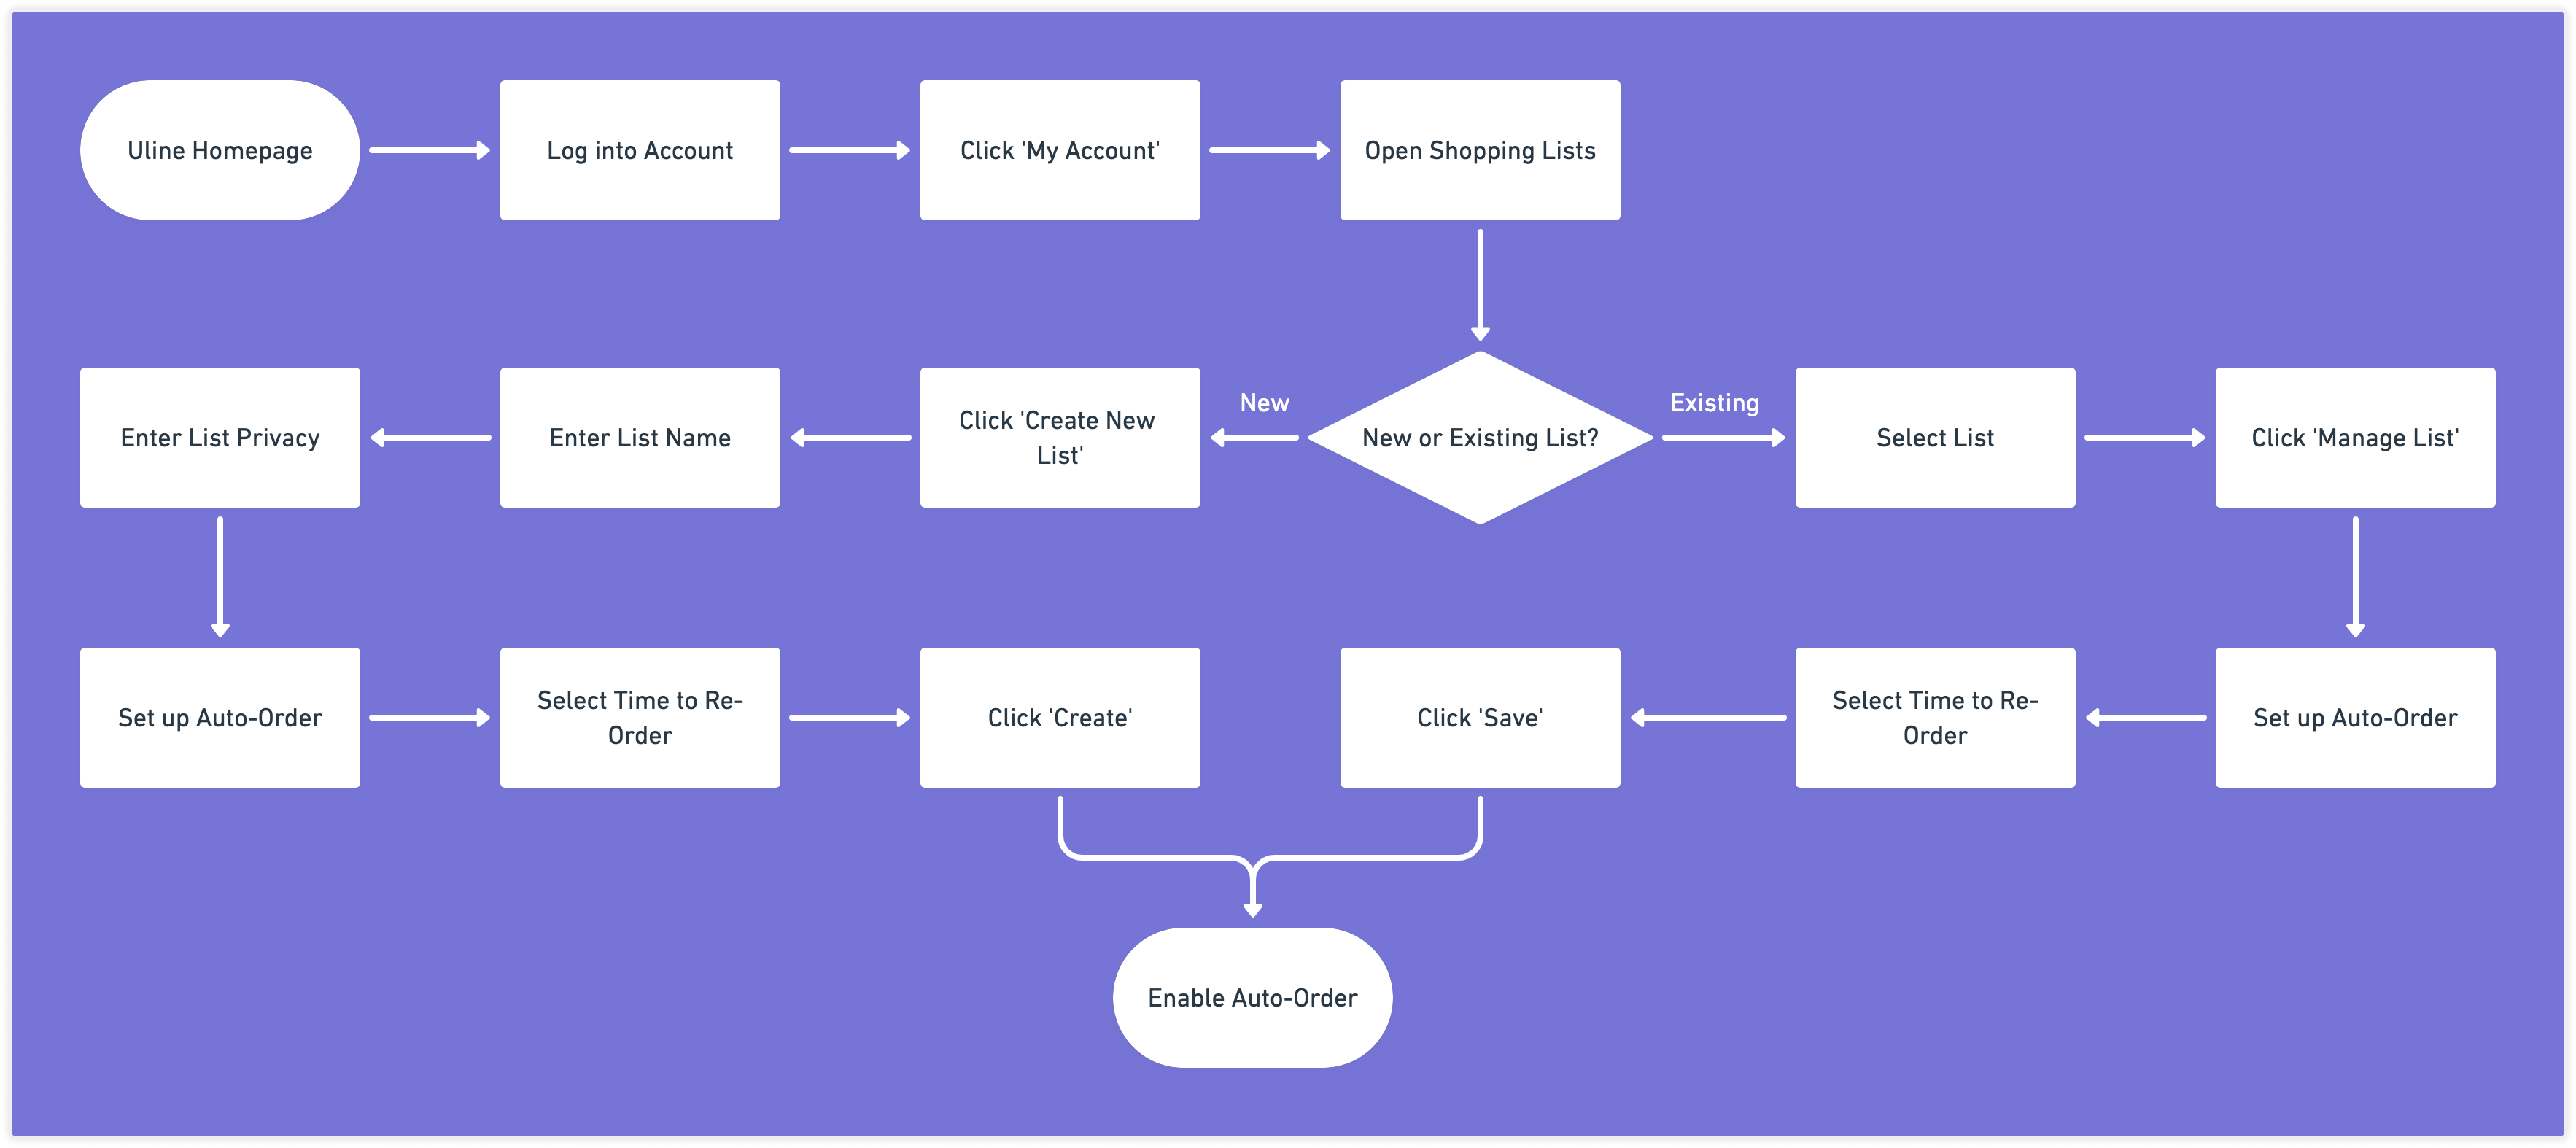 Uline Homepage
Log into Account
Click 'My Account'
Open Shopping Lists
New or Existing List?
New
Click 'Create New
List'
Enter List Name
Enter List Privacy
Set up Auto-Order
Select Time to Re-
Order
Click 'Create'
Existing
Select List
Click 'Manage List'
Set up Auto-Order
Select Time to Re-
Order
Click 'Save'
Enable Auto-Order